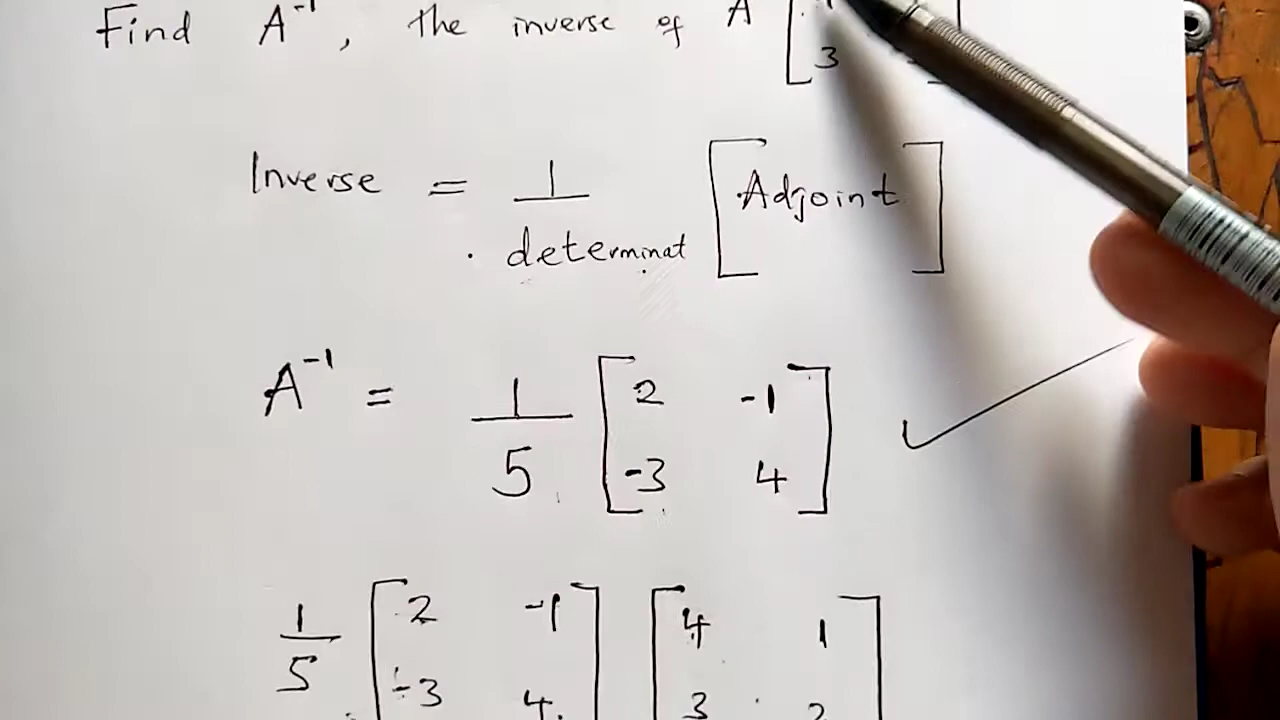 Find A⁻¹, the inverse of A [
3
Inverse = 1/determinat [Adjoint]
A⁻¹ = 1/5 [2 -1
-3 4]
1/5 [2 -1 [4 1
-3 4 3 2